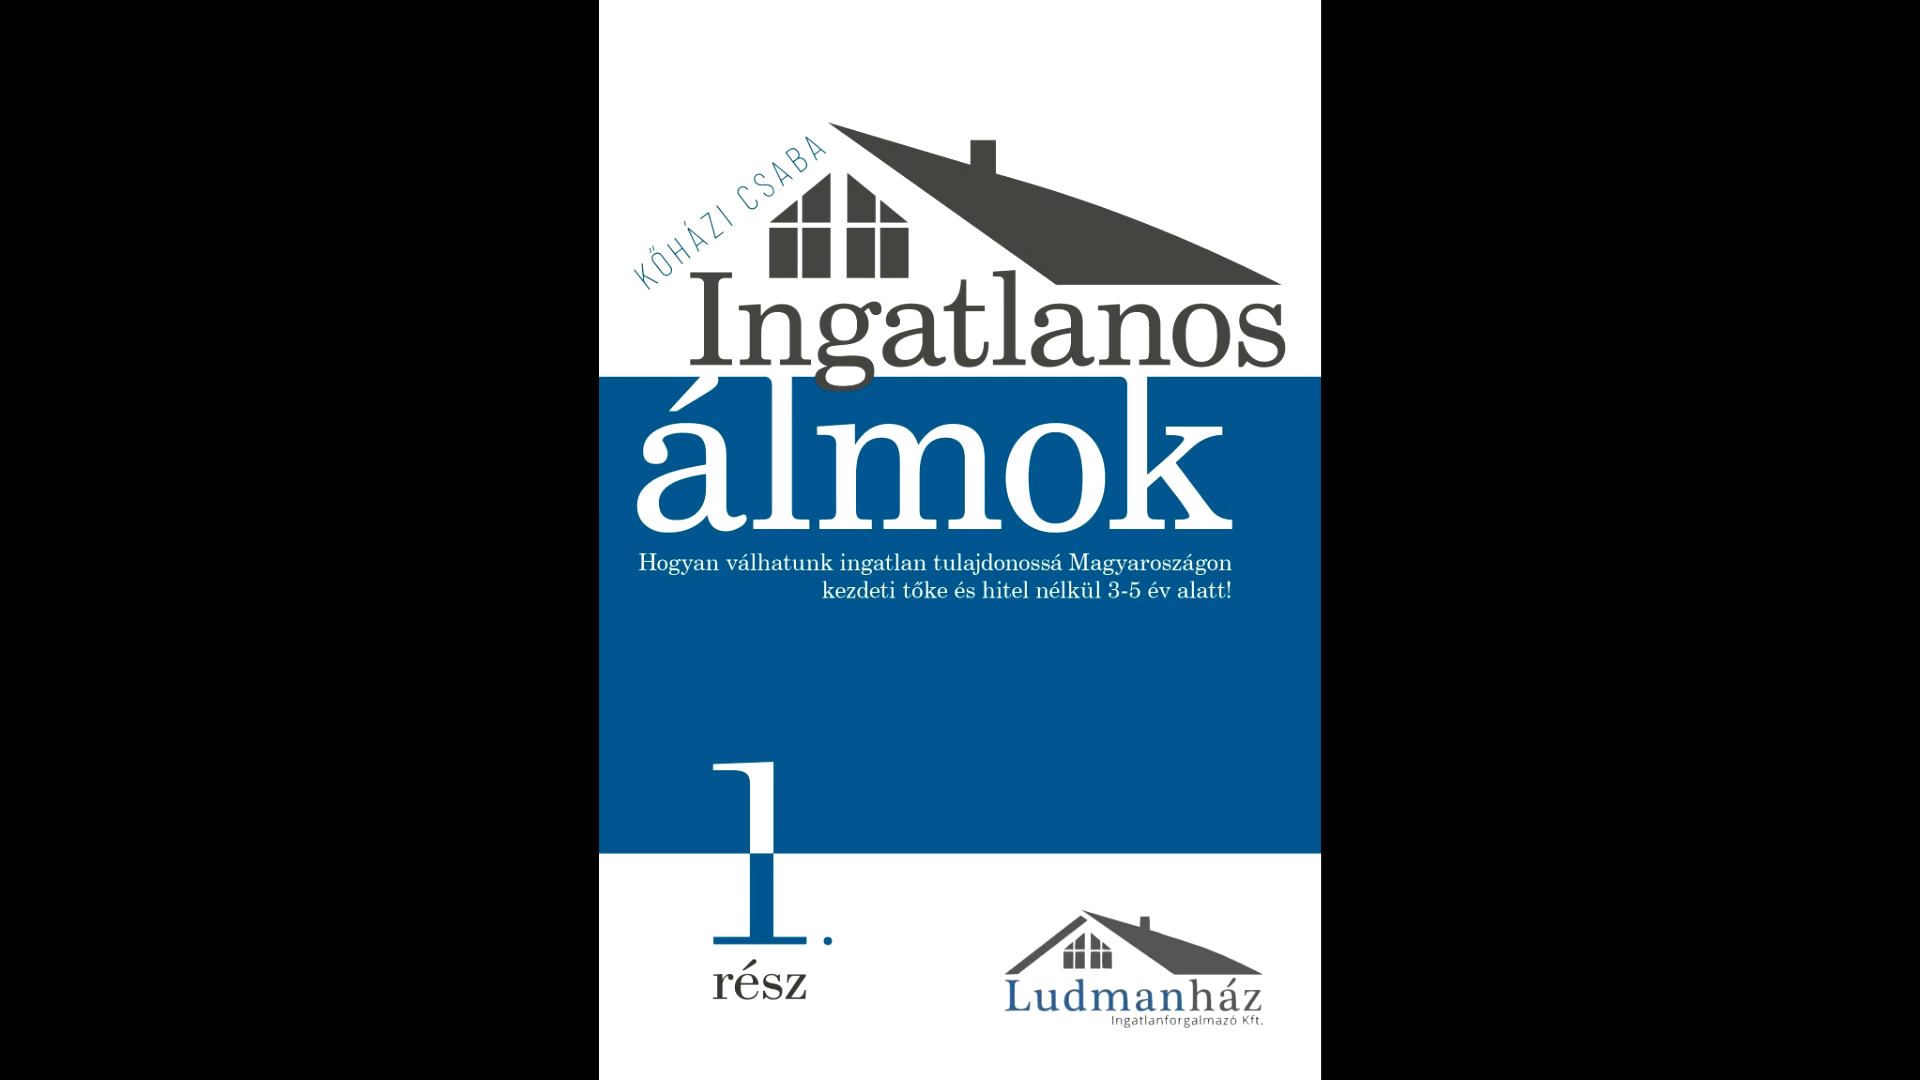 KŐHÁZI CSABA
Ingatlanos
álmok
Hogyan válhatunk ingatlan tulajdonossá Magyaroszágon
kezdeti tőke és hitel nélkül 3-5 év alatt!
1.
rész
Ludmanház
Ingatlanforgalmazó Kft.